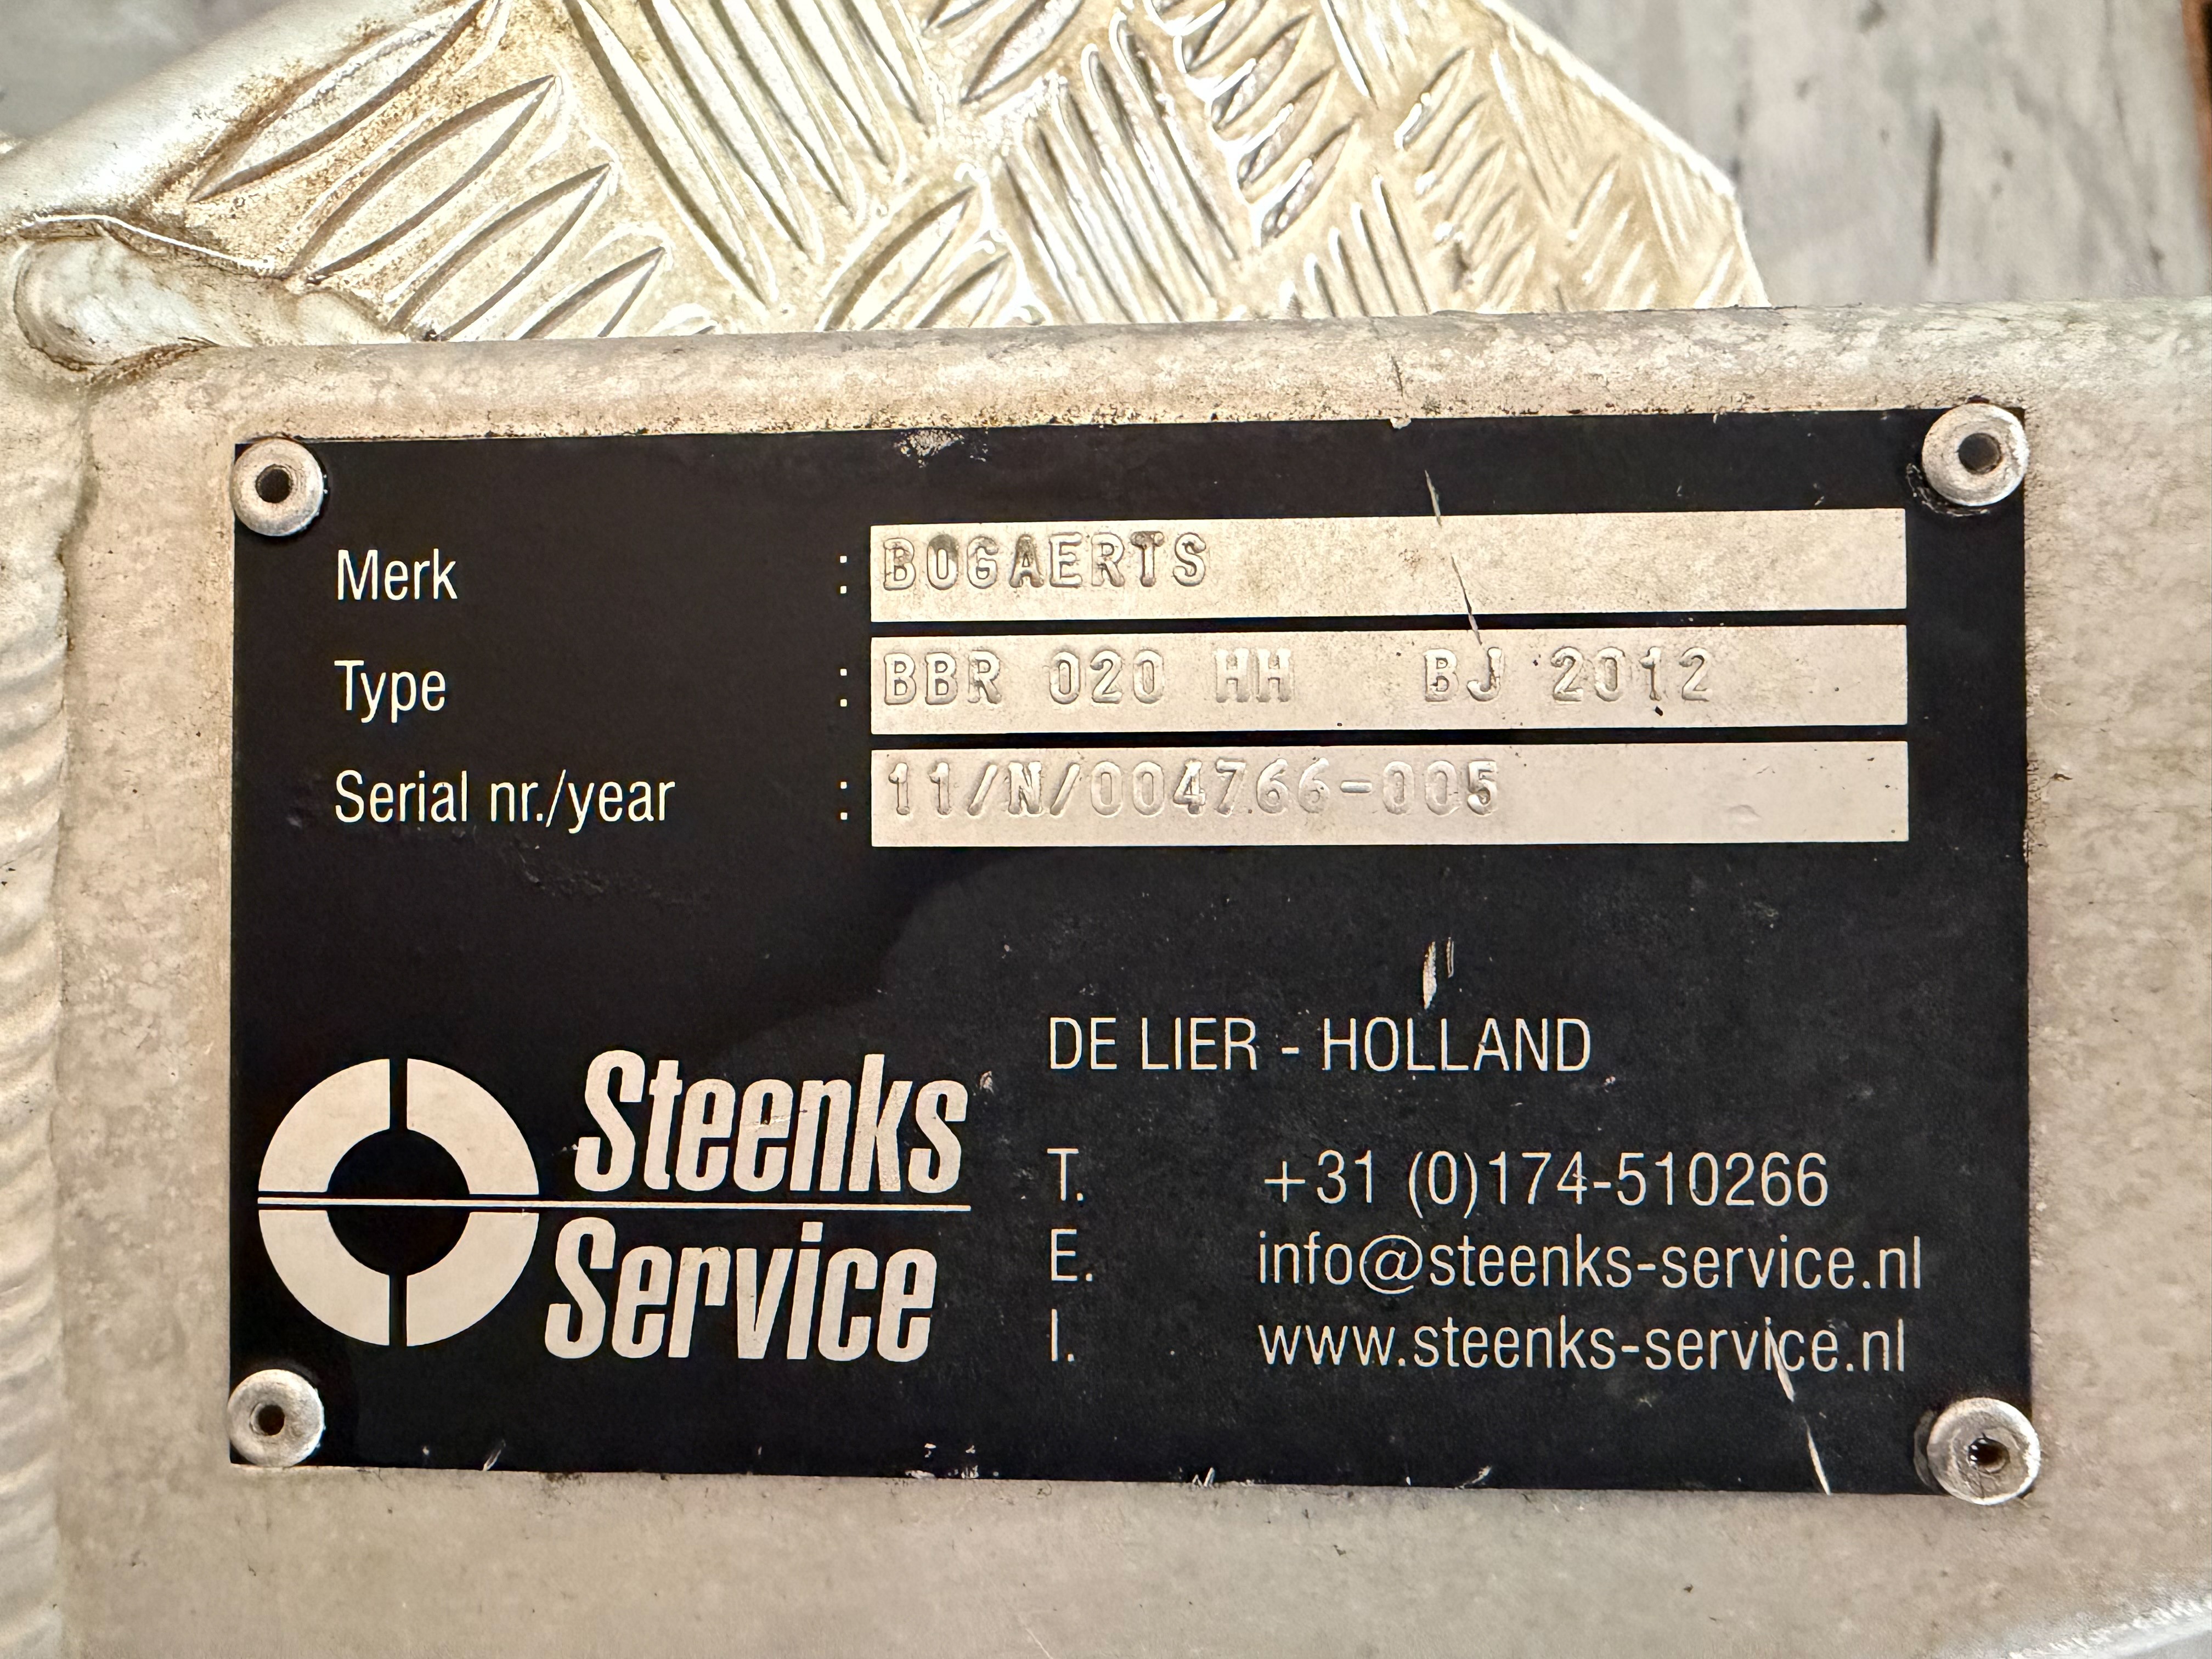 Merk : BOGAERTS
Type : BBR 020 HH BJ 2012
Serial nr./year : 11/N/004766-005
Steenks
Service
DE LIER - HOLLAND
T. +31 (0)174-510266
E. info@steenks-service.nl
I. www.steenks-service.nl